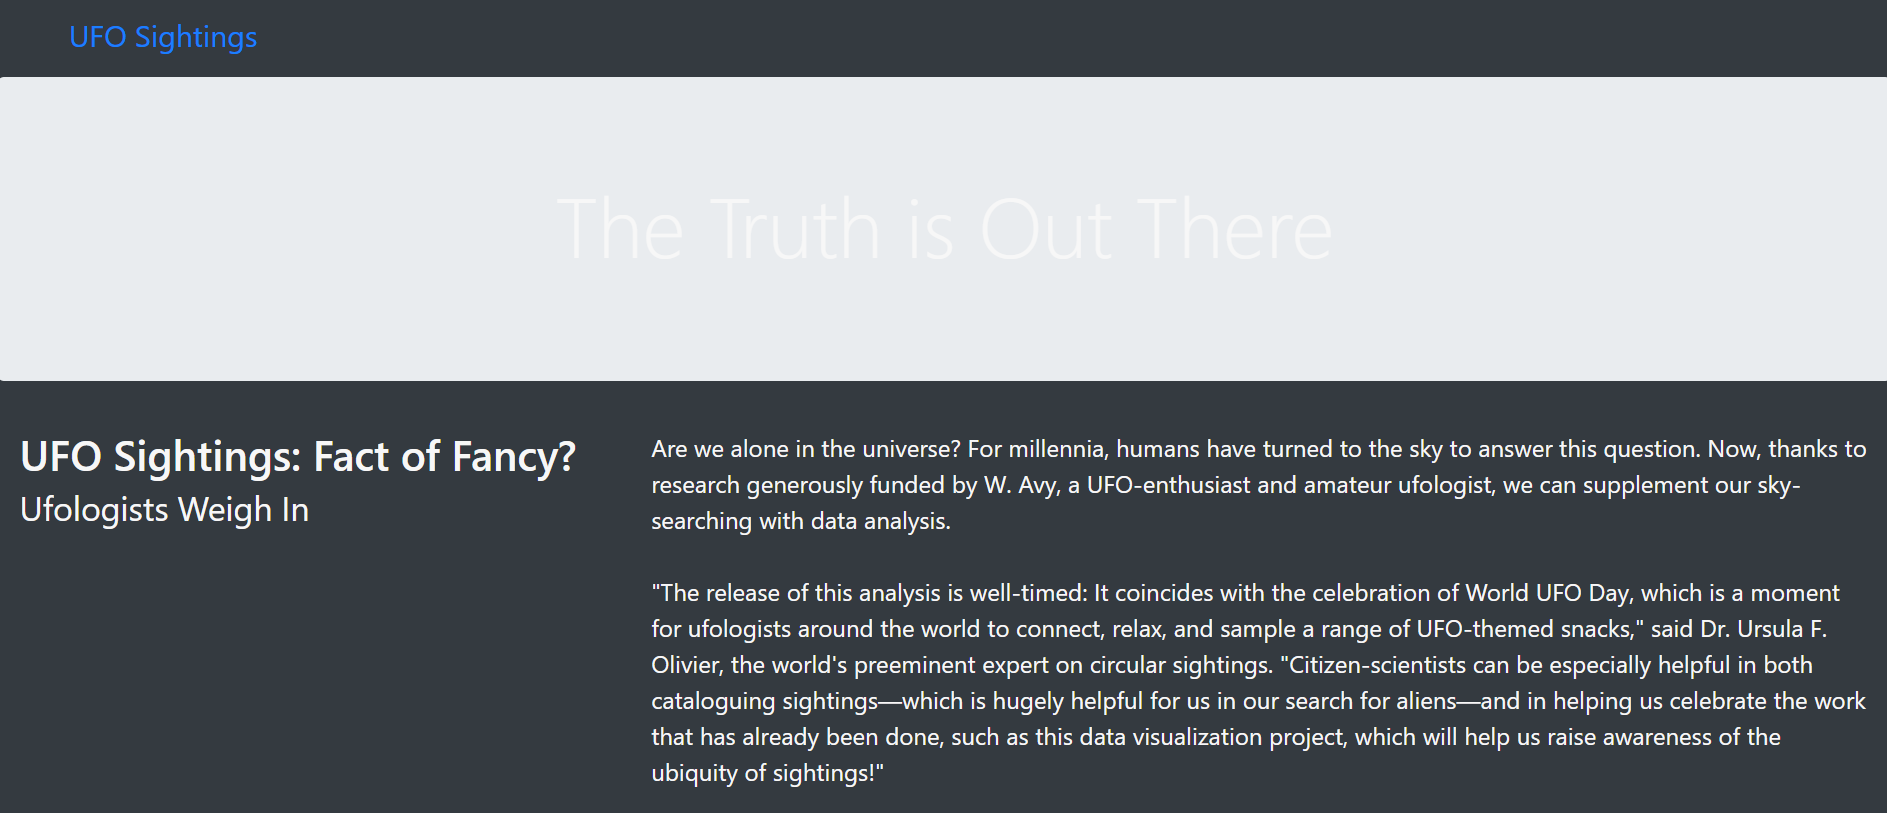 UFO Sightings
The Truth is Out There
UFO Sightings: Fact of Fancy?
Ufologists Weigh In
Are we alone in the universe? For millennia, humans have turned to the sky to answer this question. Now, thanks to
research generously funded by W. Avy, a UFO-enthusiast and amateur ufologist, we can supplement our sky-
searching with data analysis.
"The release of this analysis is well-timed: It coincides with the celebration of World UFO Day, which is a moment
for ufologists around the world to connect, relax, and sample a range of UFO-themed snacks," said Dr. Ursula F.
Olivier, the world's preeminent expert on circular sightings. "Citizen-scientists can be especially helpful in both
cataloguing sightings—which is hugely helpful for us in our search for aliens—and in helping us celebrate the work
that has already been done, such as this data visualization project, which will help us raise awareness of the
ubiquity of sightings!"